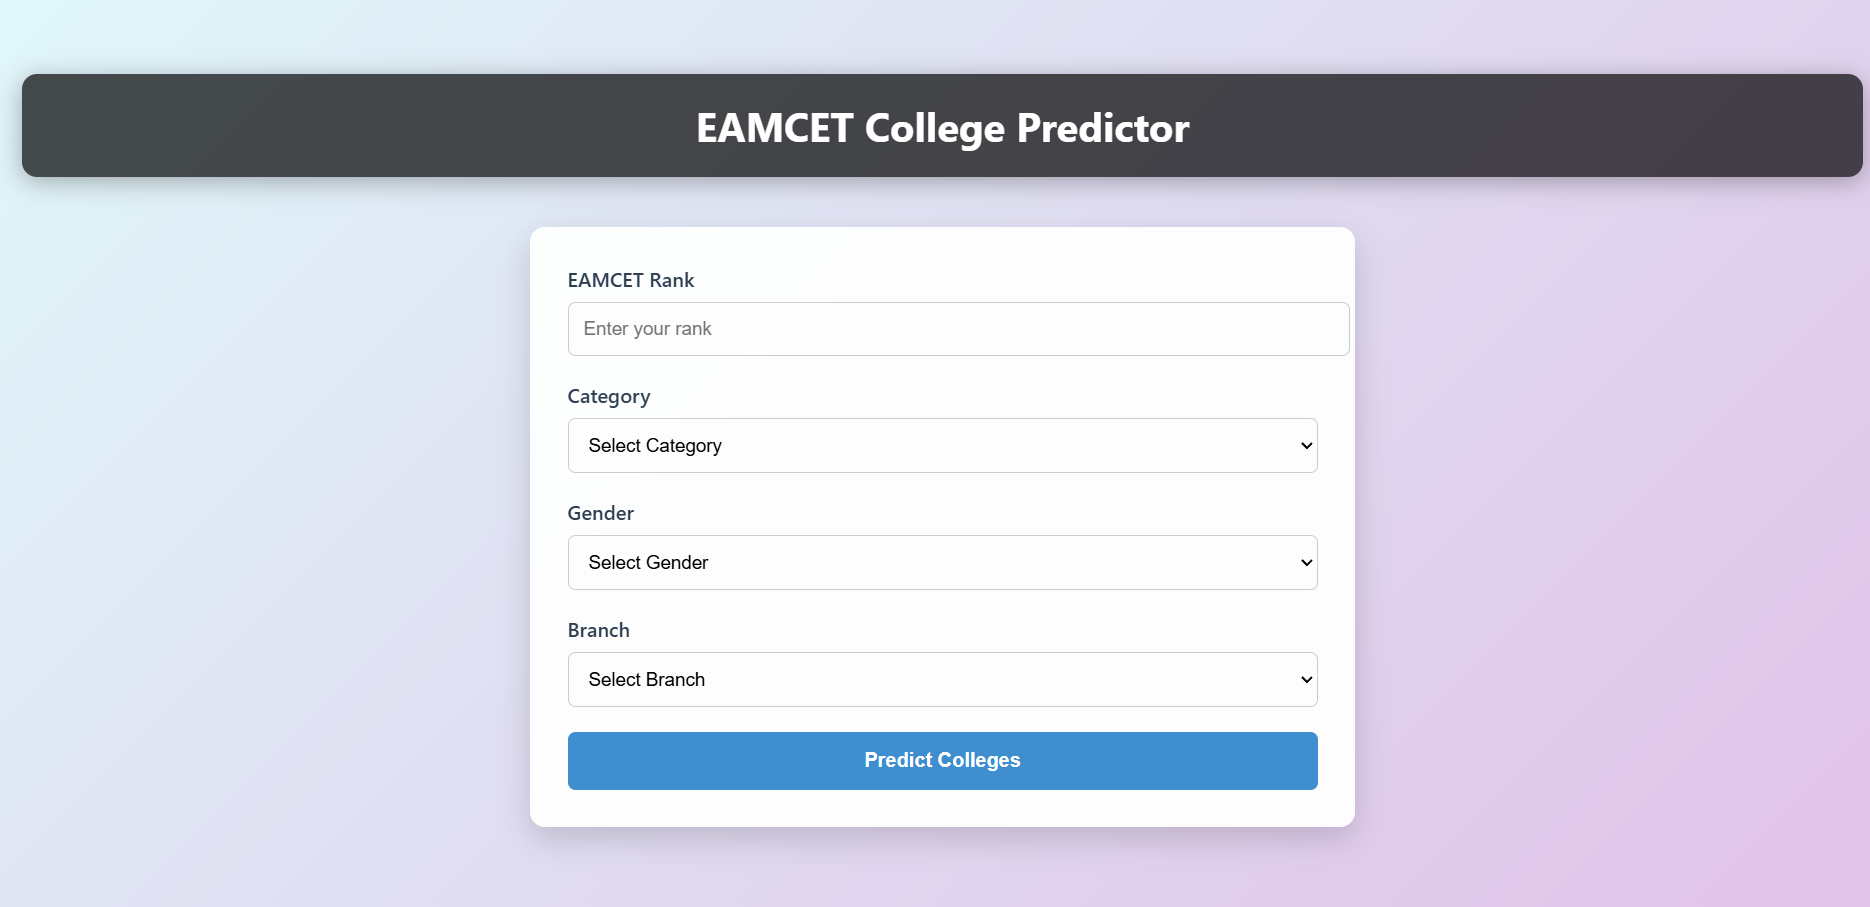 EAMCET College Predictor
EAMCET Rank
Enter your rank
Category
Select Category
Gender
Select Gender
Branch
Select Branch
Predict Colleges